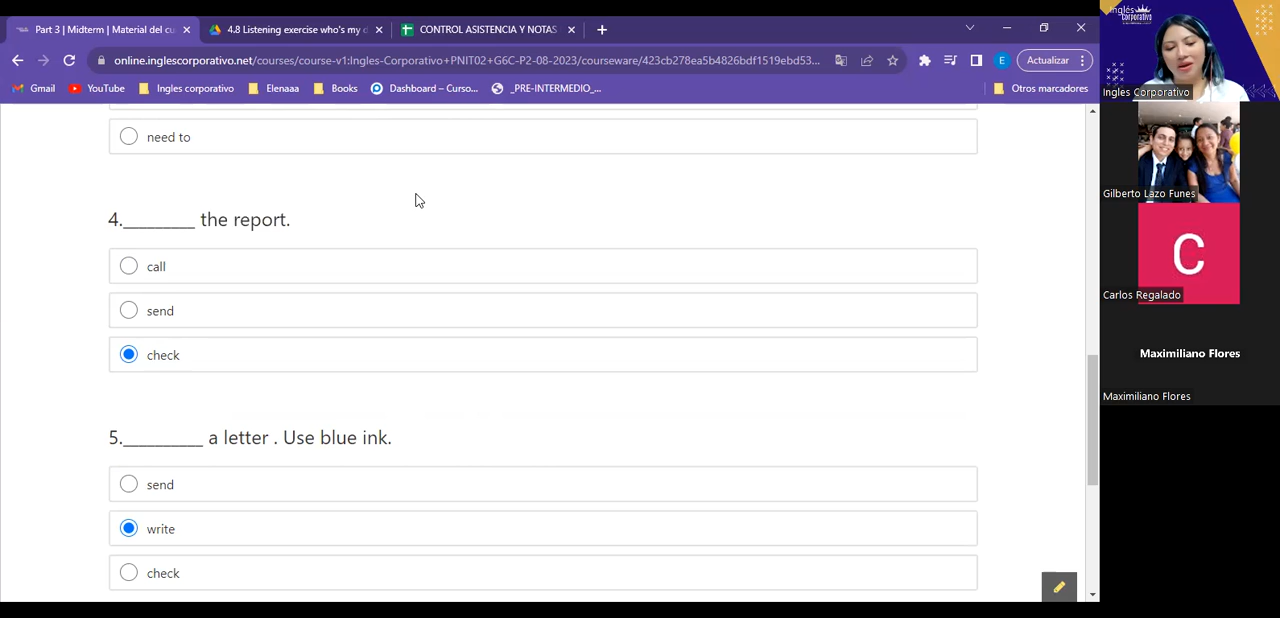 Part 3 | Midterm | Material del cu
4.8 Listening exercise who's my d
CONTROL ASISTENCIA Y NOTAS
online.inglescorporativo.net/courses/course-v1:Ingles-Corporativo+PNIT02+G6C-P2-08-2023/courseware/423cb278ea5b4826bdf1519ebd53...
E
Actualizar
Gmail
YouTube
Ingles corporativo
Elenaaa
Books
Dashboard – Curso...
_PRE-INTERMEDIO_...
Otros marcadores
need to
4._________ the report.
call
send
check
5.__________ a letter . Use blue ink.
send
write
check
Inglés
Corporativo
Ingles Corporativo
Gilberto Lazo Funes
C
Carlos Regalado
Maximiliano Flores
Maximiliano Flores